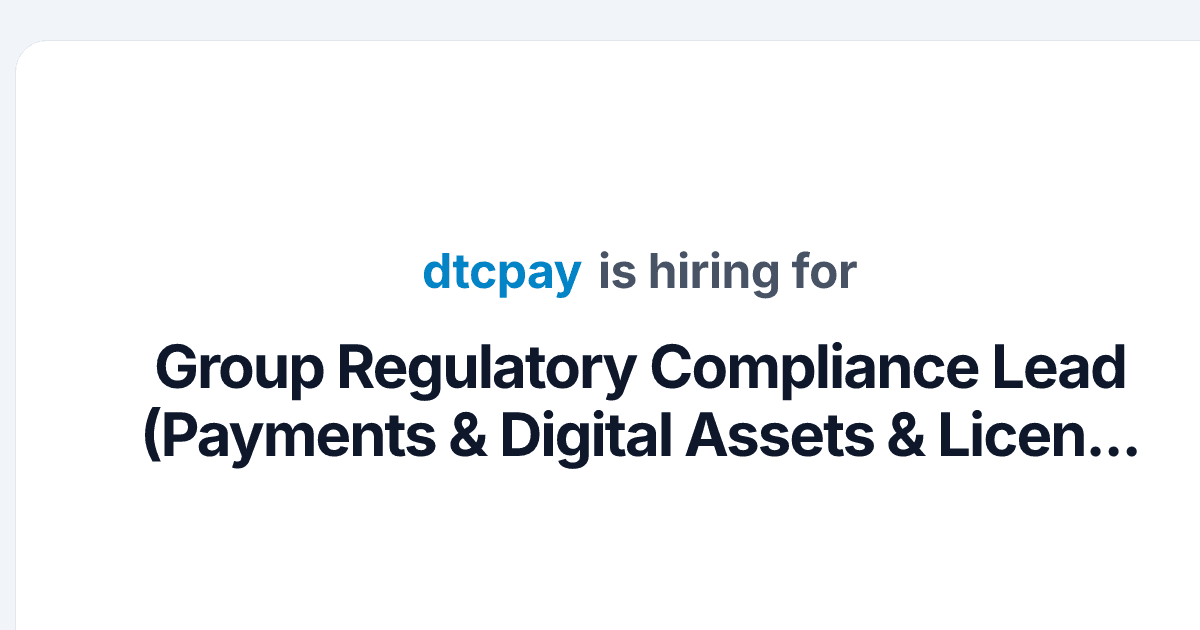 dtcpay is hiring for
Group Regulatory Compliance Lead
(Payments & Digital Assets & Licen...